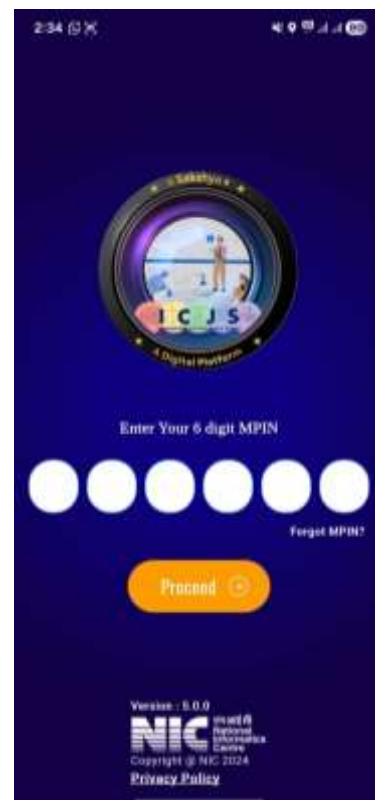 2:34
e Sakshya
ICJS
A Digital Platform
Enter Your 6 digit MPIN
Forgot MPIN?
Proceed
Version : 5.0.0
NIC
National
Informatics
Centre
Copyright @ NIC 2024
Privacy Policy